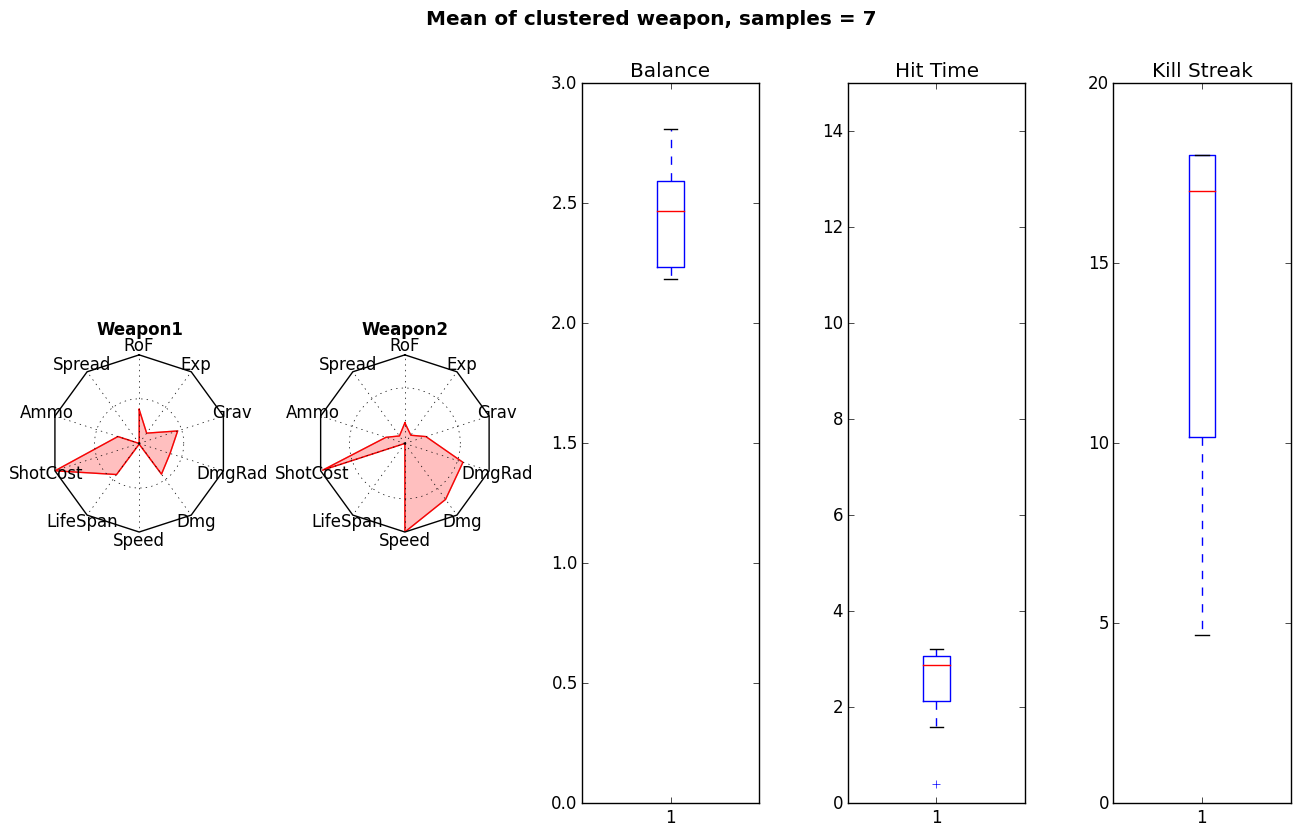 Mean of clustered weapon, samples = 7
Weapon1
RoF
Exp
Grav
DmgRad
Dmg
Speed
LifeSpan
ShotCost
Ammo
Spread
Weapon2
RoF
Exp
Grav
DmgRad
Dmg
Speed
LifeSpan
ShotCost
Ammo
Spread
Balance
3.0
2.5
2.0
1.5
1.0
0.5
0.0
1
Hit Time
14
12
10
8
6
4
2
0
1
Kill Streak
20
15
10
5
0
1